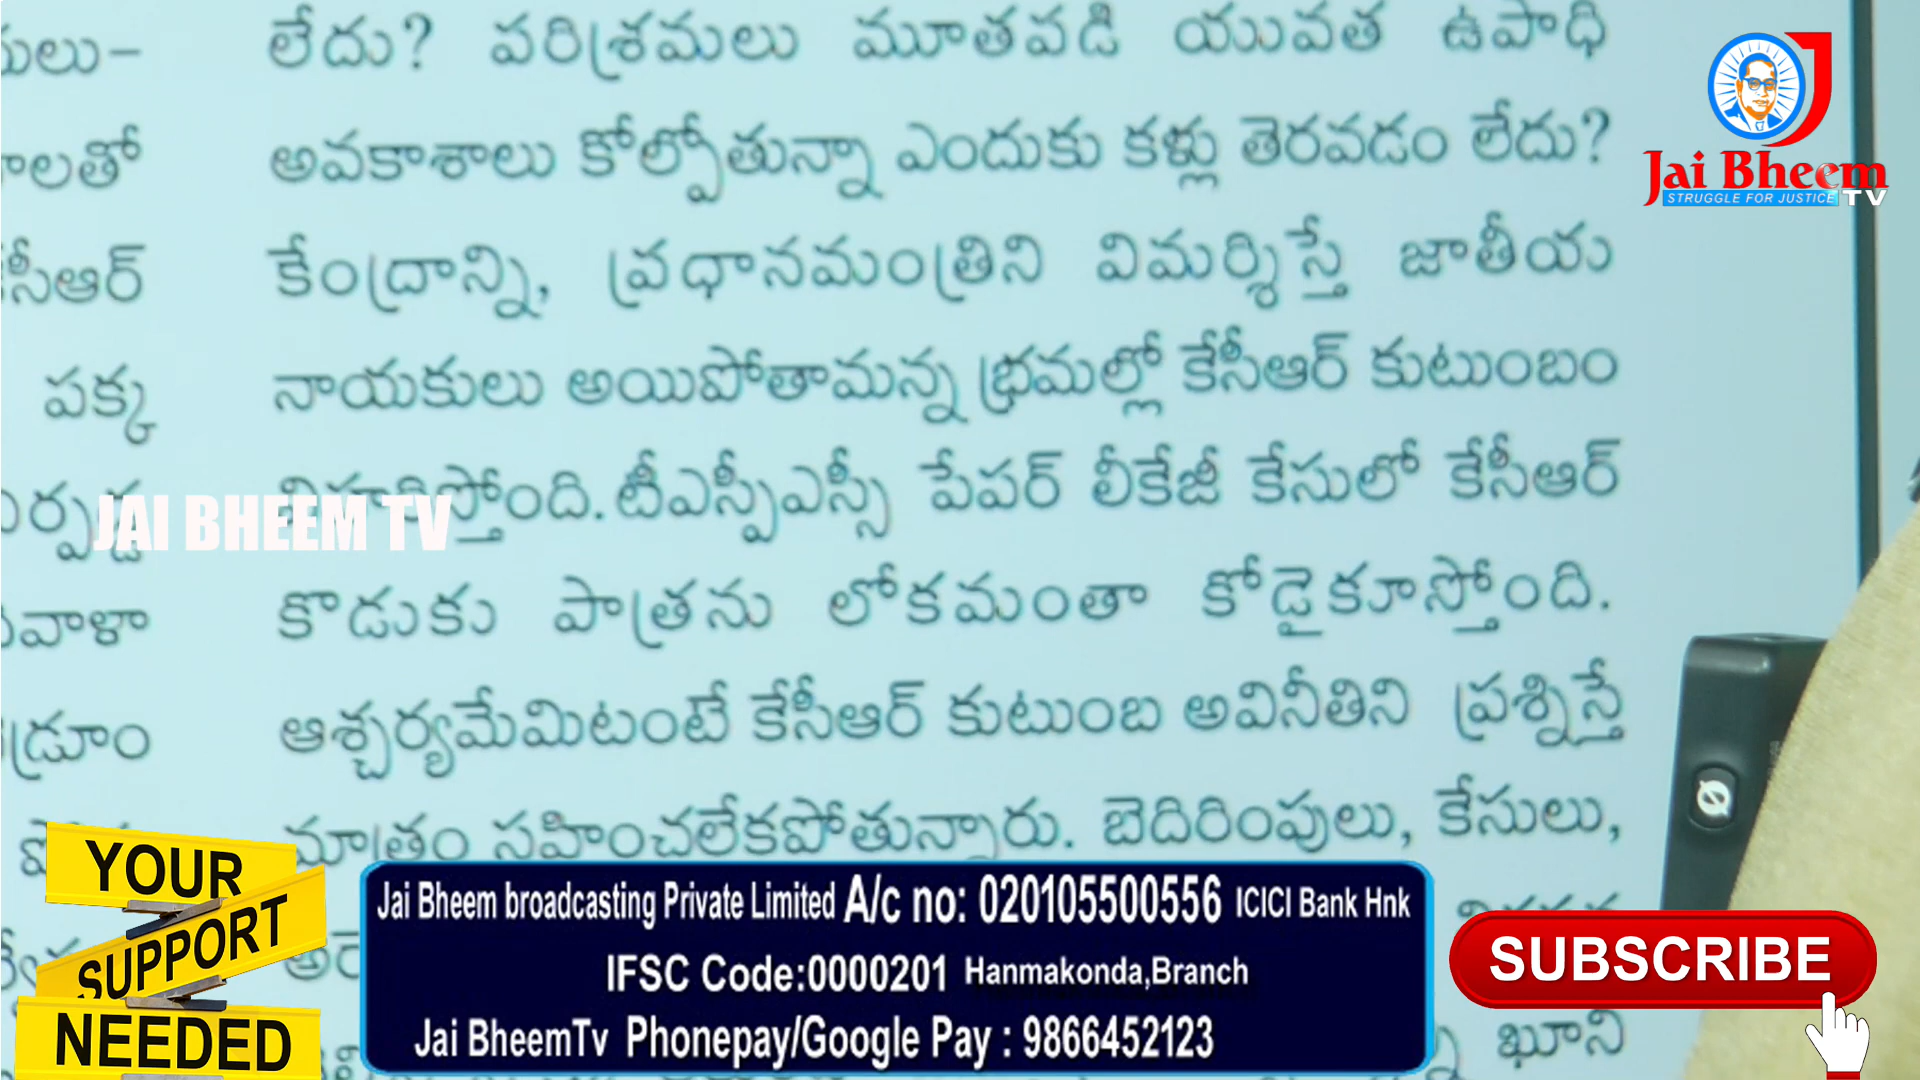 లేదు? పరిశ్రమలు మూతపడి యువత ఉపాధి
అవకాశాలు కోల్పోతున్నా ఎందుకు కళ్లు తెరవడం లేదు?
కేంద్రాన్ని, ప్రధానమంత్రిని విమర్శిస్తే జాతీయ
నాయకులు అయిపోతామన్న భ్రమల్లో కేసీఆర్ కుటుంబం
టీఎస్పీఎస్సీ పేపర్ లీకేజీ కేసులో కేసీఆర్
కొడుకు పాత్రను లోకమంతా కోడైకూస్తోంది.
ఆశ్చర్యమేమిటంటే కేసీఆర్ కుటుంబ అవినీతిని ప్రశ్నిస్తే
మాత్రం సహించలేకపోతున్నారు. బెదిరింపులు, కేసులు,
ఖూనీ
పక్క
J
Jai Bheem
STRUGGLE FOR JUSTICE TV
JAI BHEEM TV
YOUR
SUPPORT
NEEDED
Jai Bheem broadcasting Private Limited A/c no: 020105500556 ICICI Bank Hnk
IFSC Code:0000201 Hanmakonda,Branch
Jai BheemTv Phonepay/Google Pay : 9866452123
SUBSCRIBE